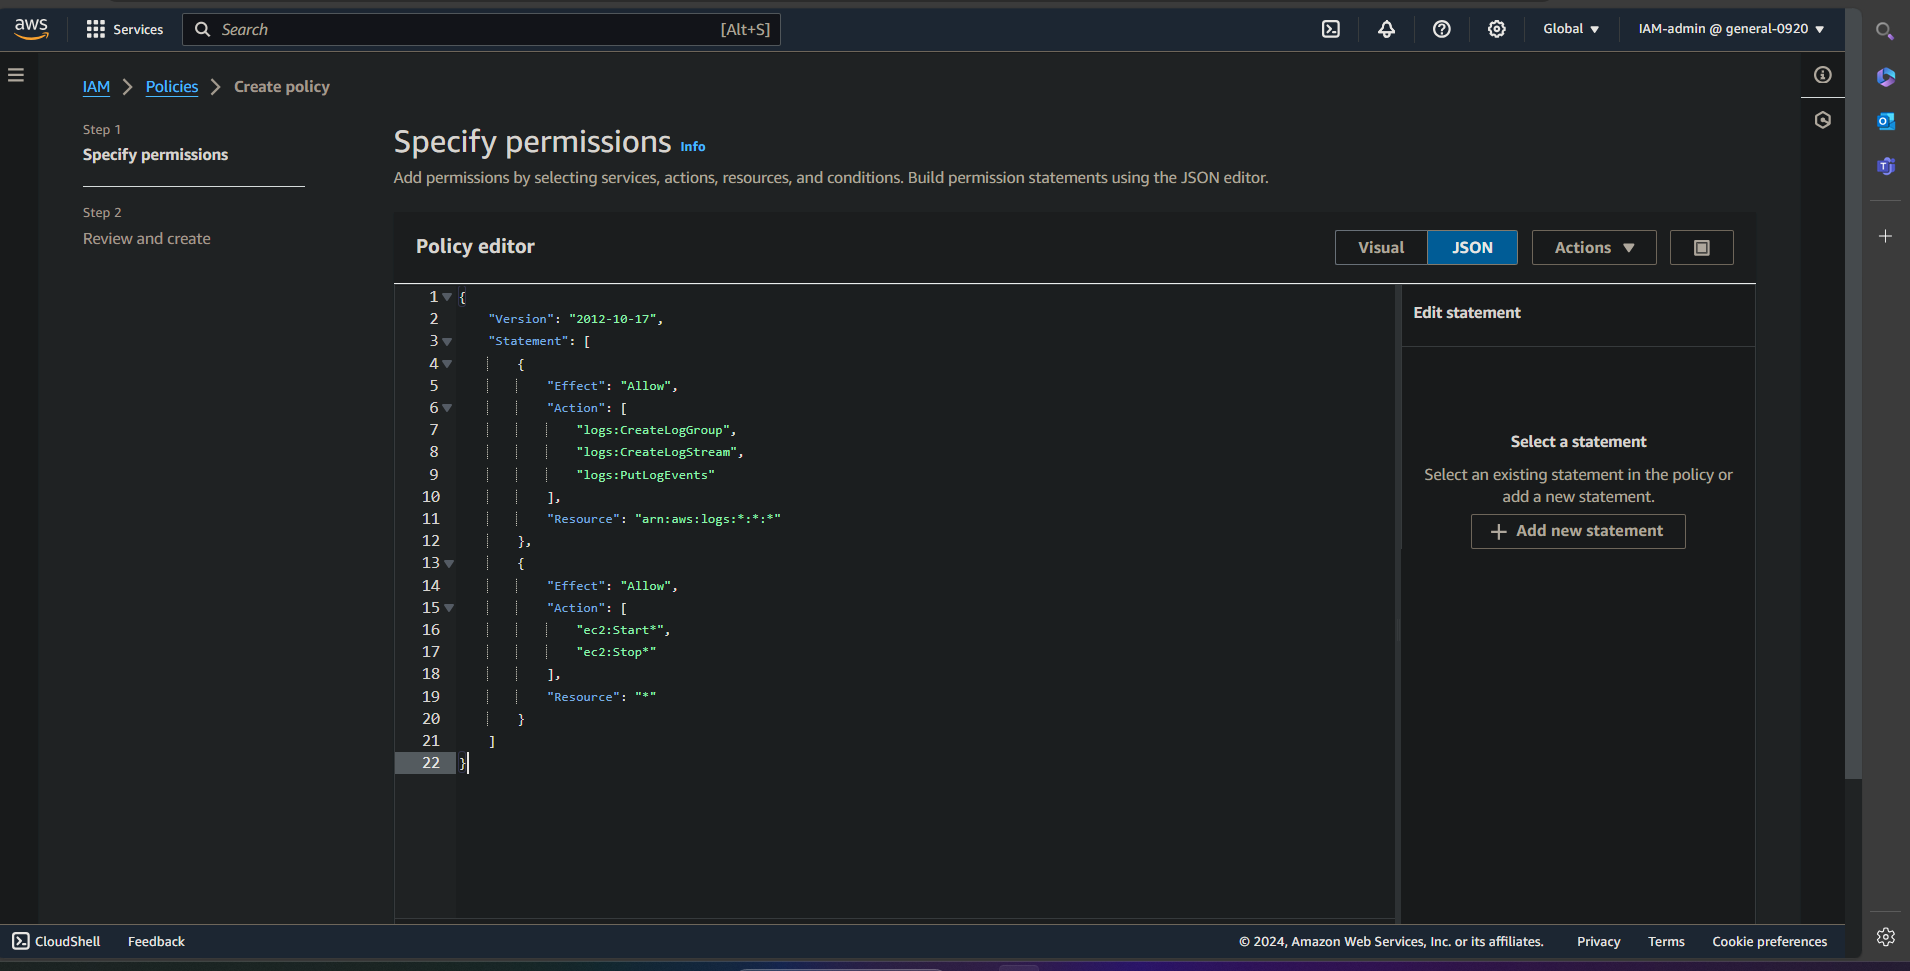 aws
Services
Search [Alt+S]
Global
IAM-admin @ general-0920
IAM
Policies
Create policy
Step 1
Specify permissions
Step 2
Review and create
Specify permissions Info
Add permissions by selecting services, actions, resources, and conditions. Build permission statements using the JSON editor.
Policy editor
Visual
JSON
Actions
1 {
2 "Version": "2012-10-17",
3 "Statement": [
4 {
5 "Effect": "Allow",
6 "Action": [
7 "logs:CreateLogGroup",
8 "logs:CreateLogStream",
9 "logs:PutLogEvents"
10 ],
11 "Resource": "arn:aws:logs:*:*:*"
12 },
13 {
14 "Effect": "Allow",
15 "Action": [
16 "ec2:Start*",
17 "ec2:Stop*"
18 ],
19 "Resource": "*"
20 }
21 ]
22 }
Edit statement
Select a statement
Select an existing statement in the policy or
add a new statement.
Add new statement
CloudShell
Feedback
© 2024, Amazon Web Services, Inc. or its affiliates.
Privacy
Terms
Cookie preferences